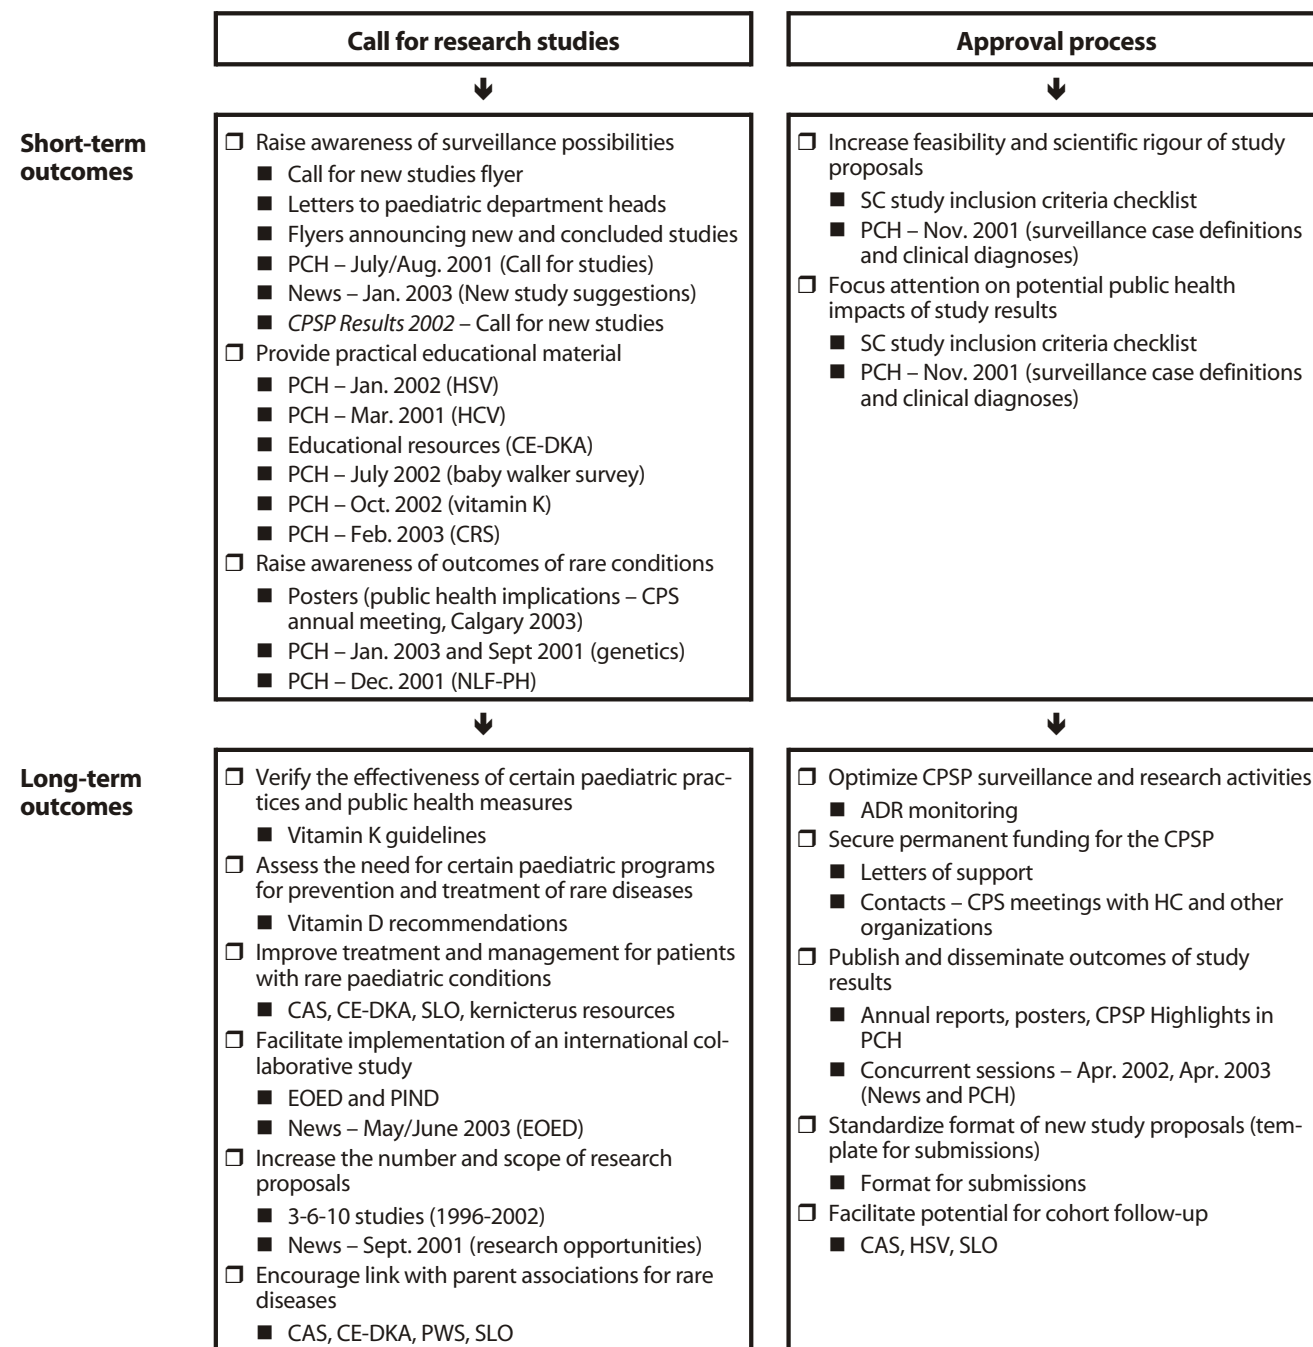 Call for research studies
Approval process
Short-term
outcomes
❒ Raise awareness of surveillance possibilities
■ Call for new studies flyer
■ Letters to paediatric department heads
■ Flyers announcing new and concluded studies
■ PCH – July/Aug. 2001 (Call for studies)
■ News – Jan. 2003 (New study suggestions)
■ CPSP Results 2002 – Call for new studies
❒ Provide practical educational material
■ PCH – Jan. 2002 (HSV)
■ PCH – Mar. 2001 (HCV)
■ Educational resources (CE-DKA)
■ PCH – July 2002 (baby walker survey)
■ PCH – Oct. 2002 (vitamin K)
■ PCH – Feb. 2003 (CRS)
❒ Raise awareness of outcomes of rare conditions
■ Posters (public health implications – CPS
annual meeting, Calgary 2003)
■ PCH – Jan. 2003 and Sept 2001 (genetics)
■ PCH – Dec. 2001 (NLF-PH)
❒ Increase feasibility and scientific rigour of study
proposals
■ SC study inclusion criteria checklist
■ PCH – Nov. 2001 (surveillance case definitions
and clinical diagnoses)
❒ Focus attention on potential public health
impacts of study results
■ SC study inclusion criteria checklist
■ PCH – Nov. 2001 (surveillance case definitions
and clinical diagnoses)
Long-term
outcomes
❒ Verify the effectiveness of certain paediatric prac-
tices and public health measures
■ Vitamin K guidelines
❒ Assess the need for certain paediatric programs
for prevention and treatment of rare diseases
■ Vitamin D recommendations
❒ Improve treatment and management for patients
with rare paediatric conditions
■ CAS, CE-DKA, SLO, kernicterus resources
❒ Facilitate implementation of an international col-
laborative study
■ EOED and PIND
■ News – May/June 2003 (EOED)
❒ Increase the number and scope of research
proposals
■ 3-6-10 studies (1996-2002)
■ News – Sept. 2001 (research opportunities)
❒ Encourage link with parent associations for rare
diseases
■ CAS, CE-DKA, PWS, SLO
❒ Optimize CPSP surveillance and research activities
■ ADR monitoring
❒ Secure permanent funding for the CPSP
■ Letters of support
■ Contacts – CPS meetings with HC and other
organizations
❒ Publish and disseminate outcomes of study
results
■ Annual reports, posters, CPSP Highlights in
PCH
■ Concurrent sessions – Apr. 2002, Apr. 2003
(News and PCH)
❒ Standardize format of new study proposals (tem-
plate for submissions)
■ Format for submissions
❒ Facilitate potential for cohort follow-up
■ CAS, HSV, SLO